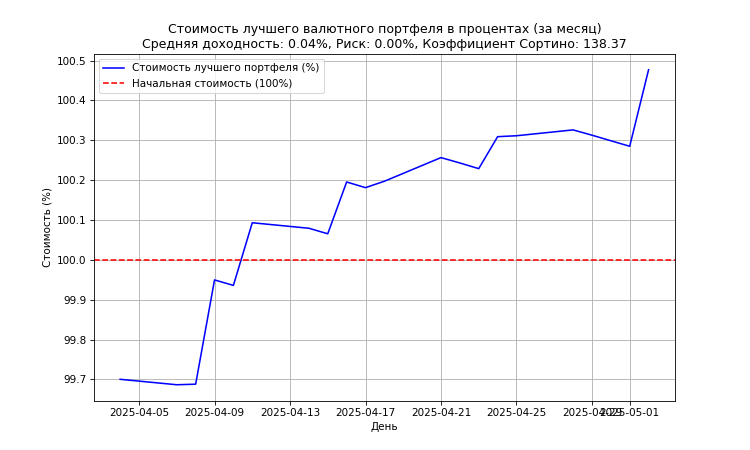 Стоимость лучшего валютного портфеля в процентах (за месяц)
Средняя доходность: 0.04%, Риск: 0.00%, Коэффициент Сортино: 138.37
Стоимость лучшего портфеля (%)
Начальная стоимость (100%)
Стоимость (%)
100.5
100.4
100.3
100.2
100.1
100.0
99.9
99.8
99.7
2025-04-05 2025-04-09 2025-04-13 2025-04-17 2025-04-21 2025-04-25 2025-04-29 2025-05-01
День